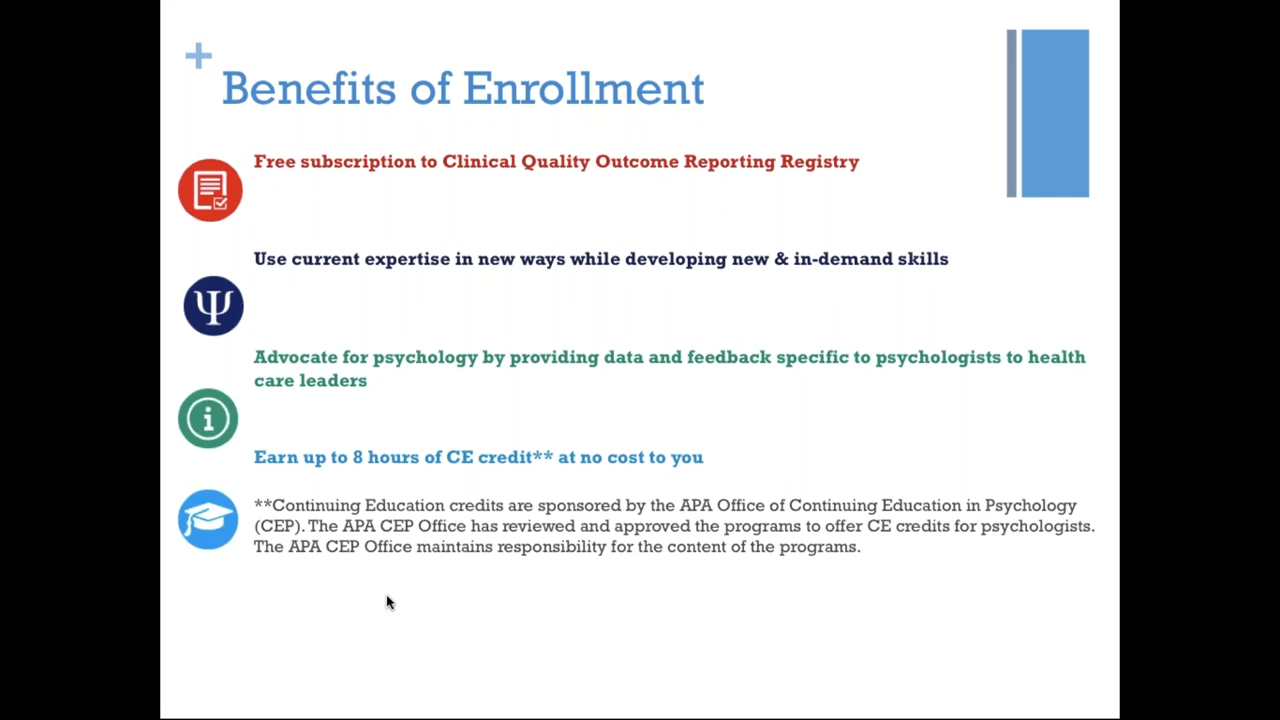 +
Benefits of Enrollment
Free subscription to Clinical Quality Outcome Reporting Registry
Use current expertise in new ways while developing new & in-demand skills
Ψ
Advocate for psychology by providing data and feedback specific to psychologists to health
care leaders
i
Earn up to 8 hours of CE credit** at no cost to you
**Continuing Education credits are sponsored by the APA Office of Continuing Education in Psychology
(CEP). The APA CEP Office has reviewed and approved the programs to offer CE credits for psychologists.
The APA CEP Office maintains responsibility for the content of the programs.